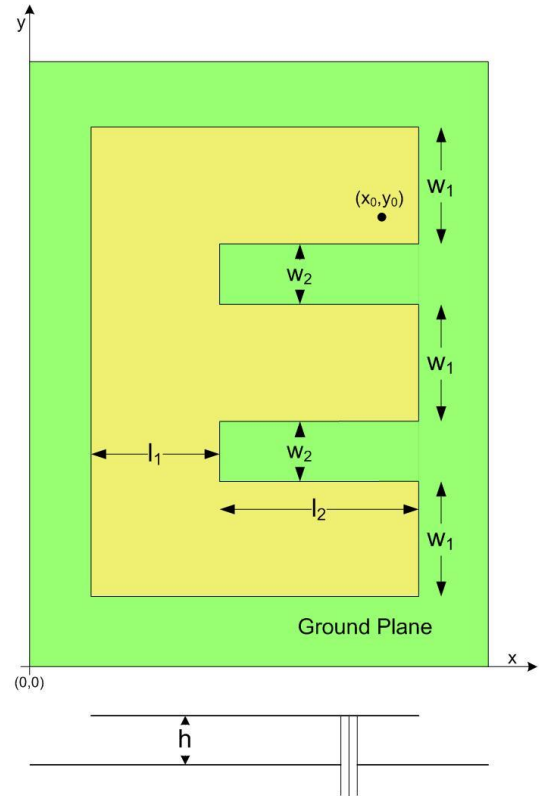 y
w₁
(x₀,y₀)
w₂
w₁
w₂
l₁
l₂
w₁
Ground Plane
x
(0,0)
h